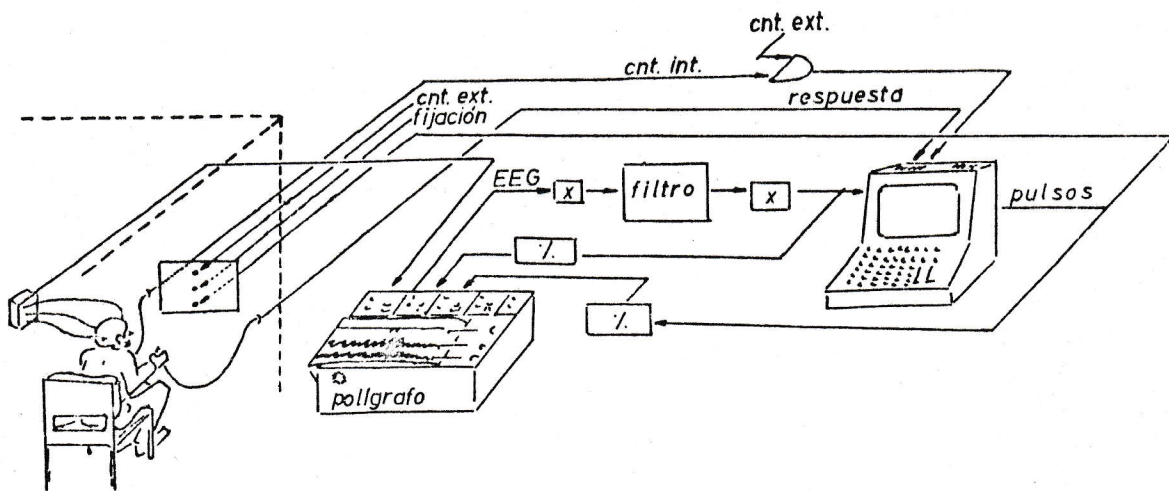 cnt. ext.
cnt. int.
cnt. ext.
respuesta
fijación
EEG
x
filtro
x
pulsos
%
%
polígrafo